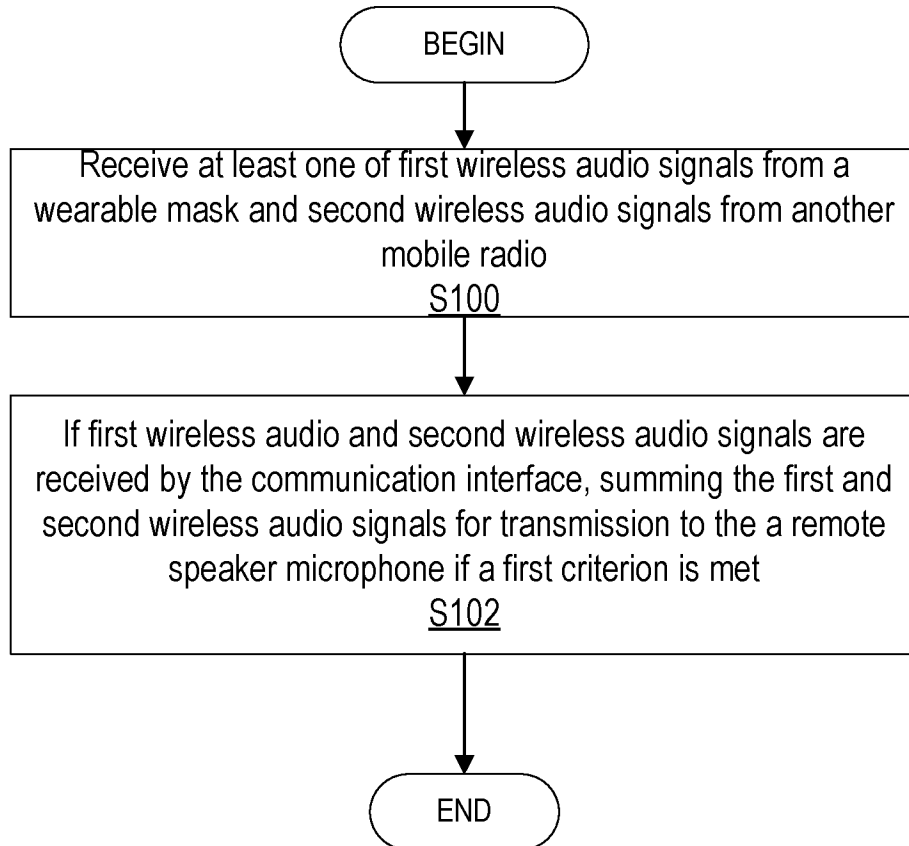 BEGIN
Receive at least one of first wireless audio signals from a
wearable mask and second wireless audio signals from another
mobile radio
S100
If first wireless audio and second wireless audio signals are
received by the communication interface, summing the first and
second wireless audio signals for transmission to the a remote
speaker microphone if a first criterion is met
S102
END